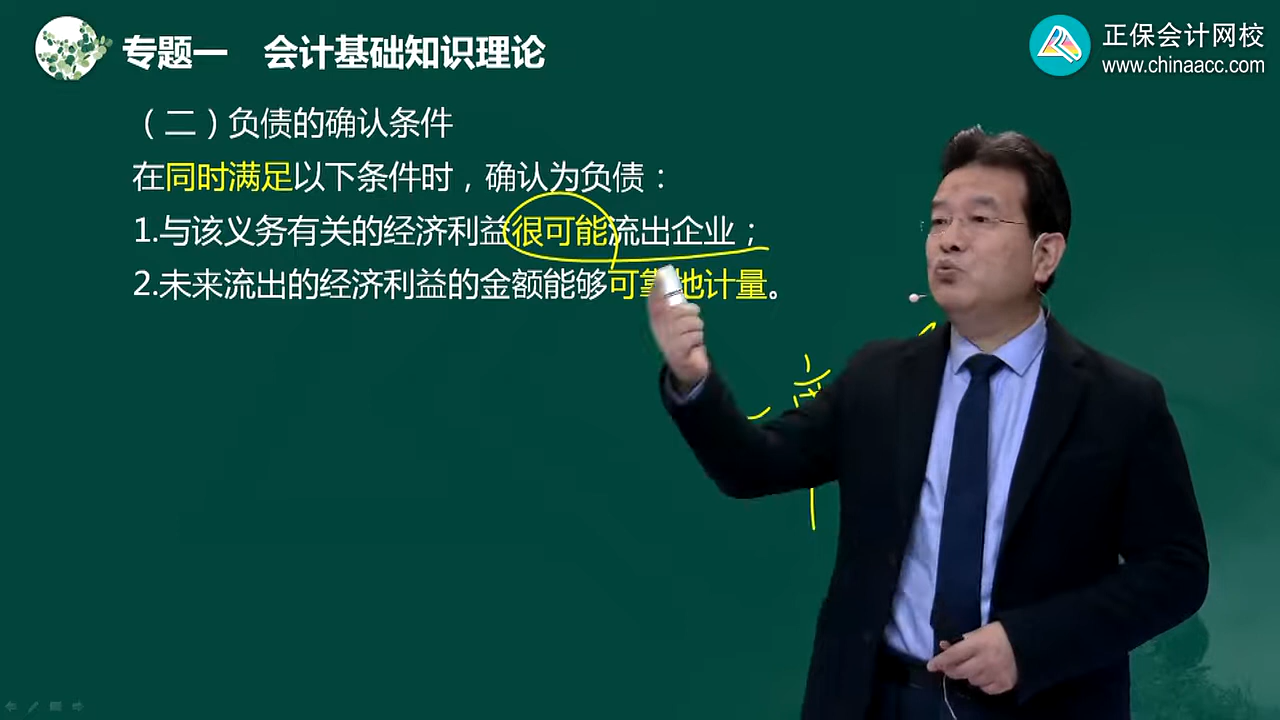 专题一 会计基础知识理论
正保会计网校
www.chinaacc.com
（二）负债的确认条件
在同时满足以下条件时，确认为负债：
1.与该义务有关的经济利益很可能流出企业；
2.未来流出的经济利益的金额能够可靠地计量。